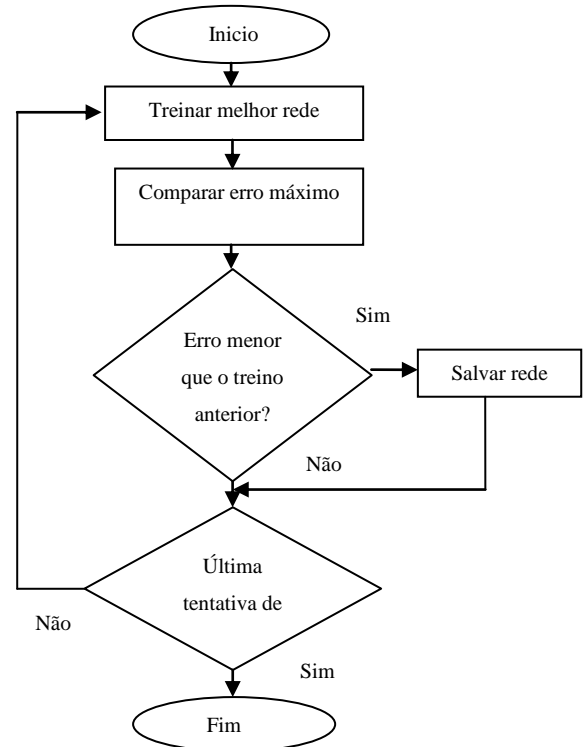 Inicio
Treinar melhor rede
Comparar erro máximo
Sim
Erro menor
que o treino
anterior?
Salvar rede
Não
Última
tentativa de
Não
Sim
Fim